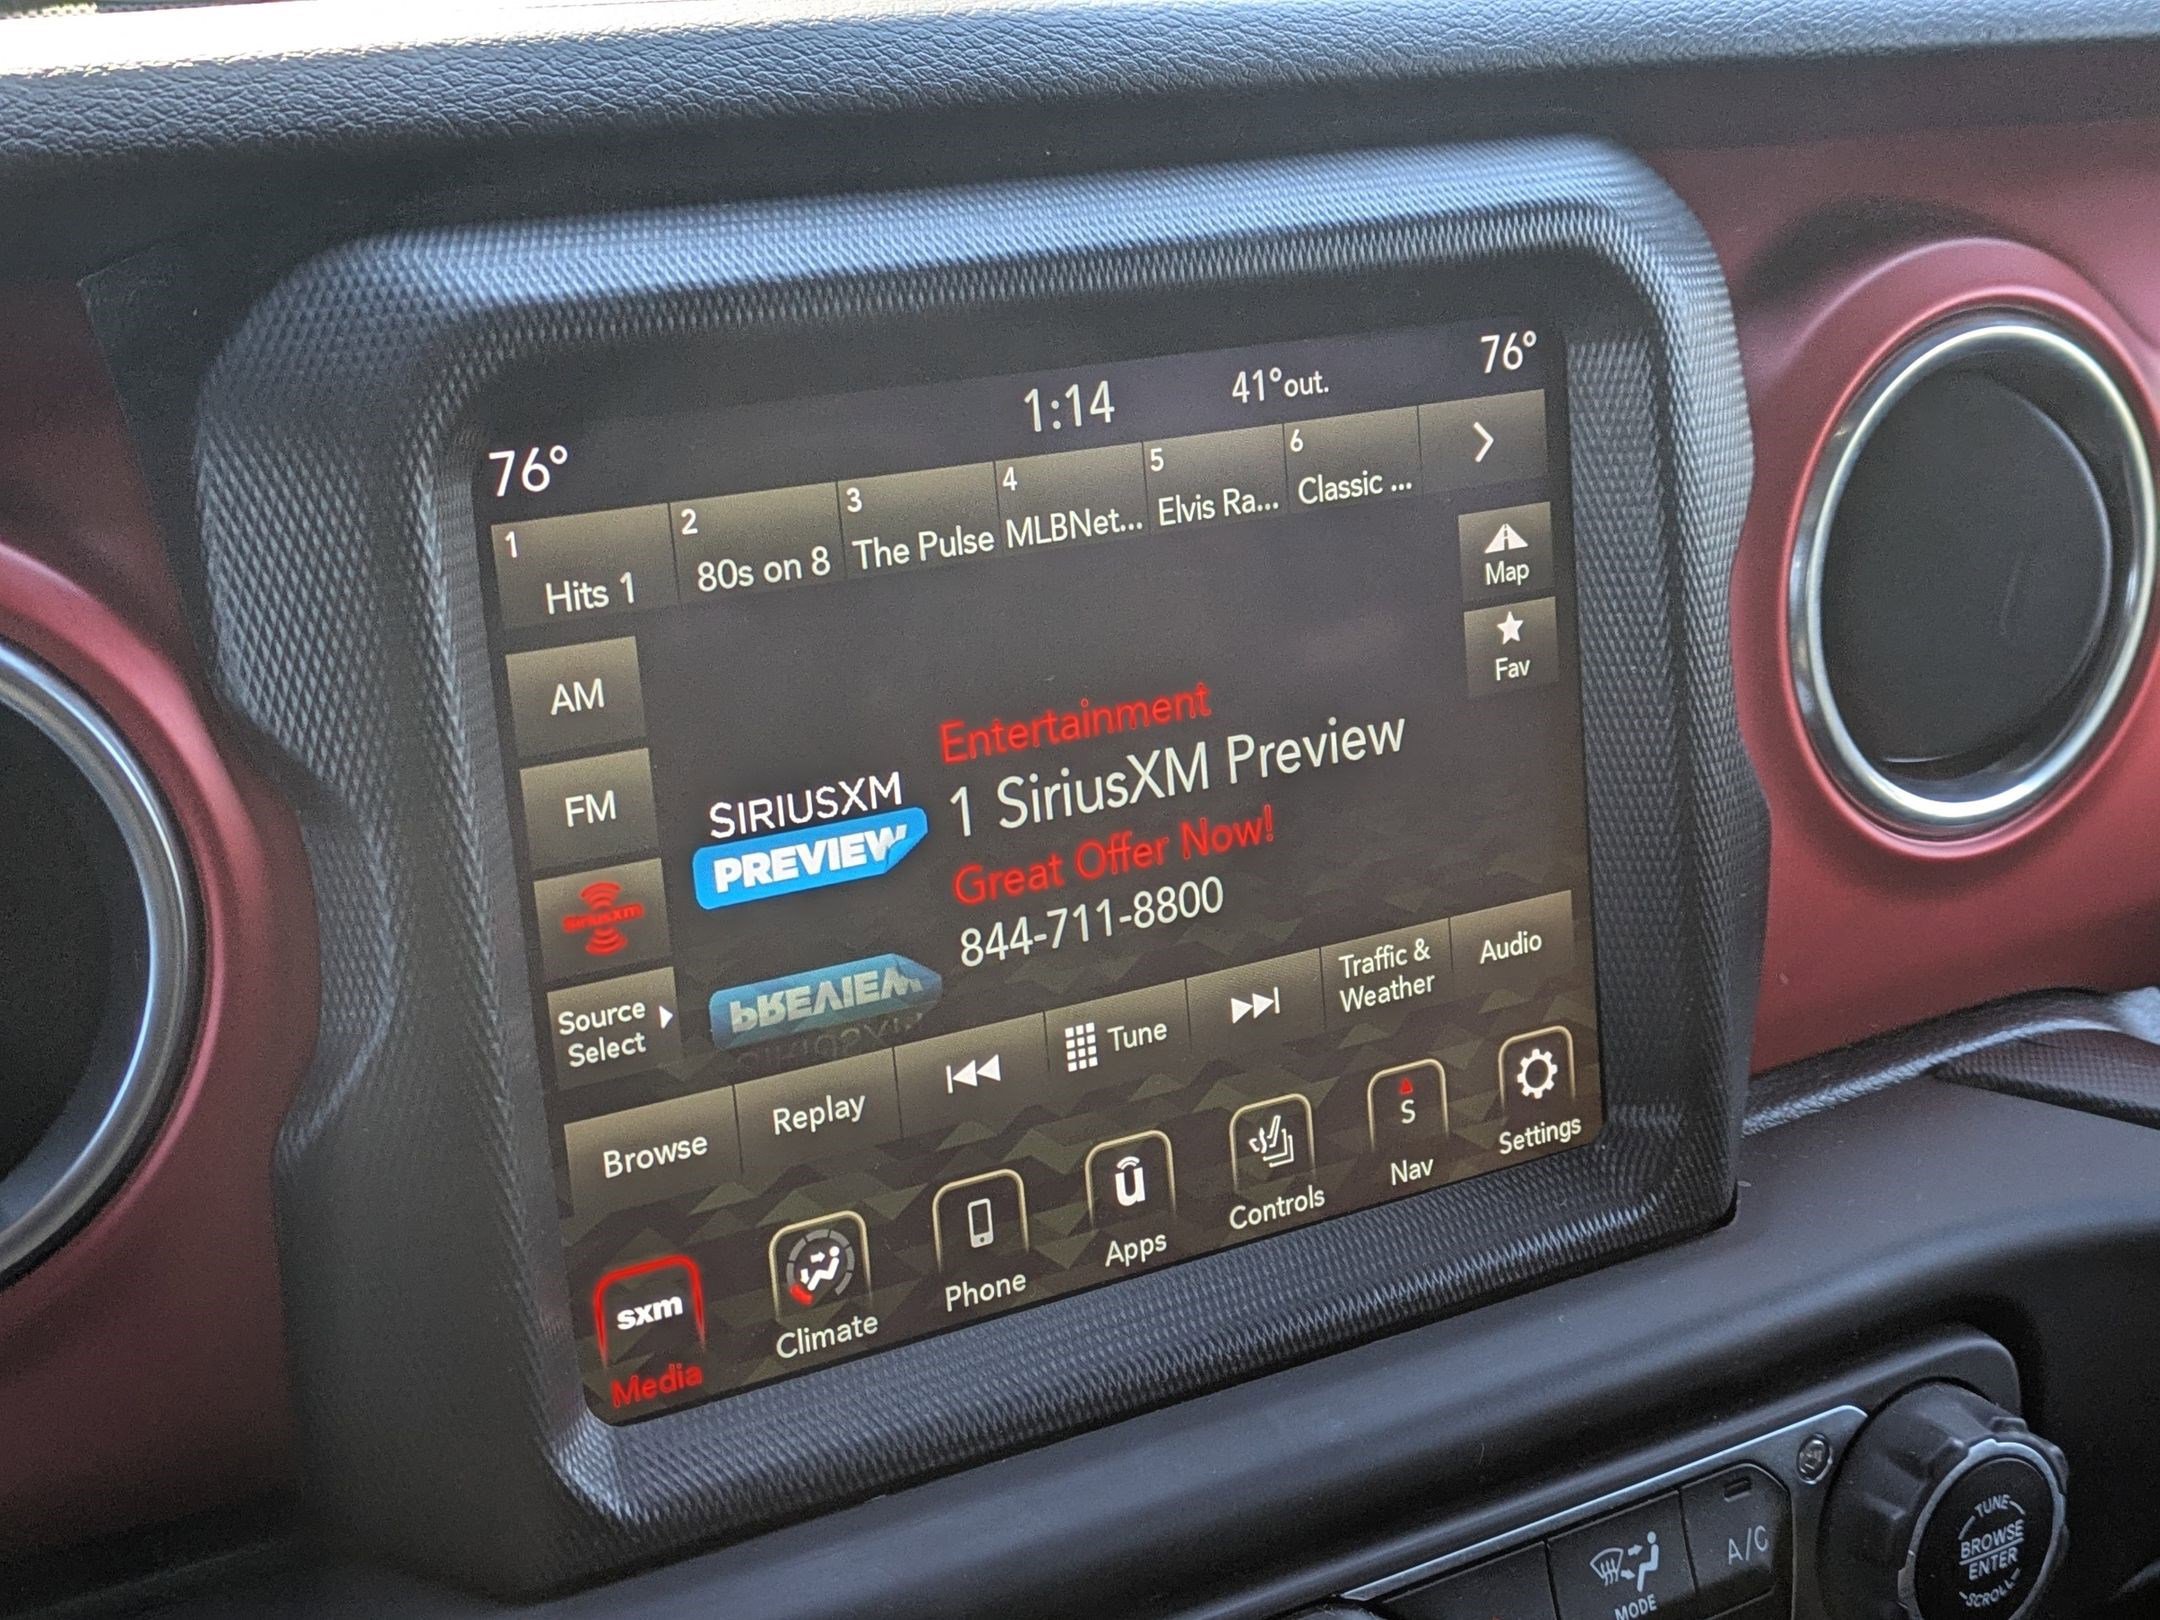 76°
1:14
41°out.
76°
1
Hits 1
2
80s on 8
3
The Pulse
4
MLBNet...
5
Elvis Ra...
6
Classic ...
Map
Fav
AM
FM
SiriusXM
Source
Select
SIRIUSXM
PREVIEW
Entertainment
1 SiriusXM Preview
Great Offer Now!
844-711-8800
PREVIEW
SIRIUSXM
Browse
Replay
Tune
Traffic &
Weather
Audio
sxm
Media
Climate
Phone
ū
Apps
Controls
S
Nav
Settings
MODE
A/C
TUNE
BROWSE
ENTER
SCROLL